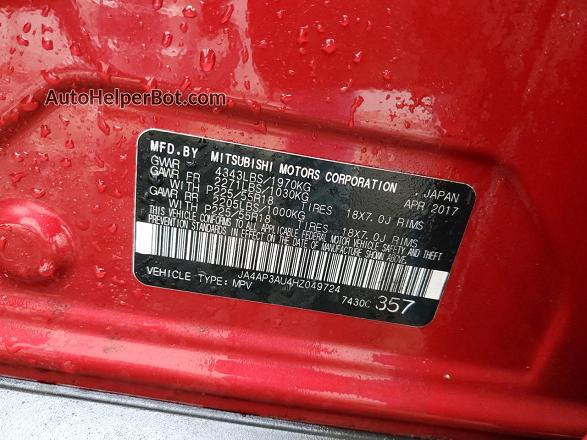 AutoHelperBot.com
MFD.BY MITSUBISHI MOTORS CORPORATION , JAPAN
GVWR 4343LBS/1970KG APR 2017
GAWR FR 2271LBS/1030KG
WITH P225/55R18 TIRES 18X7.0J RIMS
GAWR RR 2205LBS/1000KG
WITH P225/55R18 TIRES 18X7.0J RIMS
THIS VEHICLE CONFORMS TO ALL APPLICABLE FEDERAL MOTOR VEHICLE SAFETY AND THEFT
PREVENTION STANDARDS IN EFFECT ON THE DATE OF MANUFACTURE SHOWN ABOVE.
JA4AP3AU4HZ049724
VEHICLE TYPE: MPV 7430C 357